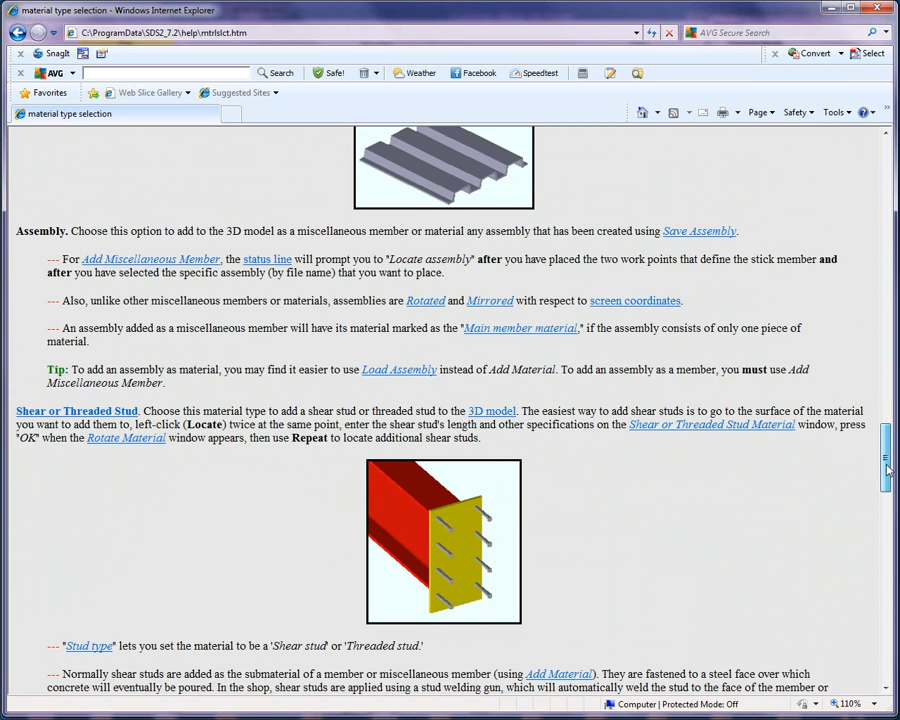 material type selection - Windows Internet Explorer
C:\ProgramData\SDS2_7.2\help\mtrlslct.htm
AVG Secure Search
SnagIt
Convert
Select
AVG
Search
Safe!
Weather
Facebook
Speedtest
Favorites
Web Slice Gallery
Suggested Sites
material type selection
Page
Safety
Tools
Assembly. Choose this option to add to the 3D model as a miscellaneous member or material any assembly that has been created using Save Assembly.
--- For Add Miscellaneous Member, the status line will prompt you to "Locate assembly" after you have placed the two work points that define the stick member and
after you have selected the specific assembly (by file name) that you want to place.
--- Also, unlike other miscellaneous members or materials, assemblies are Rotated and Mirrored with respect to screen coordinates.
--- An assembly added as a miscellaneous member will have its material marked as the "Main member material," if the assembly consists of only one piece of
material.
Tip: To add an assembly as material, you may find it easier to use Load Assembly instead of Add Material. To add an assembly as a member, you must use Add
Miscellaneous Member.
Shear or Threaded Stud. Choose this material type to add a shear stud or threaded stud to the 3D model. The easiest way to add shear studs is to go to the surface of the material
you want to add them to, left-click (Locate) twice at the same point, enter the shear stud's length and other specifications on the Shear or Threaded Stud Material window, press
"OK" when the Rotate Material window appears, then use Repeat to locate additional shear studs.
--- "Stud type" lets you set the material to be a 'Shear stud' or 'Threaded stud.'
--- Normally shear studs are added as the submaterial of a member or miscellaneous member (using Add Material). They are fastened to a steel face over which
concrete will eventually be poured. In the shop, shear studs are applied using a stud welding gun, which will automatically weld the stud to the face of the member or
Computer | Protected Mode: Off
110%